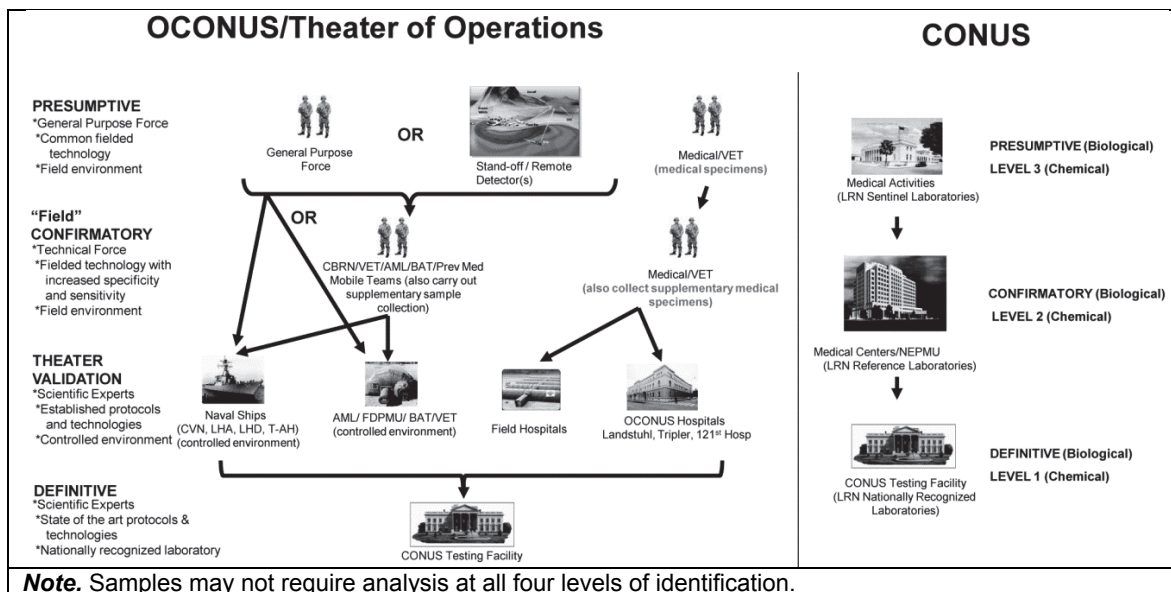 OCONUS/Theater of Operations
CONUS
PRESUMPTIVE
*General Purpose Force
*Common fielded
technology
*Field environment
General Purpose
Force
OR
Stand-off / Remote
Detector(s)
Medical/VET
(medical specimens)
OR
"Field"
CONFIRMATORY
*Technical Force
*Fielded technology with
increased specificity
and sensitivity
*Field environment
CBRN/VET/AML/BAT/Prev Med
Mobile Teams (also carry out
supplementary sample
collection)
Medical/VET
(also collect supplementary medical
specimens)
THEATER
VALIDATION
*Scientific Experts
*Established protocols
and technologies
*Controlled environment
Naval Ships
(CVN, LHA, LHD, T-AH)
(controlled environment)
AML/ FDPMU/ BAT/VET
(controlled environment)
Field Hospitals
OCONUS Hospitals
Landstuhl, Tripler, 121st Hosp
DEFINITIVE
*Scientific Experts
*State of the art protocols &
technologies
*Nationally recognized laboratory
CONUS Testing Facility
Medical Activities
(LRN Sentinel Laboratories)
PRESUMPTIVE (Biological)
LEVEL 3 (Chemical)
CONFIRMATORY (Biological)
LEVEL 2 (Chemical)
Medical Centers/NEPMU
(LRN Reference Laboratories)
DEFINITIVE (Biological)
LEVEL 1 (Chemical)
CONUS Testing Facility
(LRN Nationally Recognized
Laboratories)
Note. Samples may not require analysis at all four levels of identification.